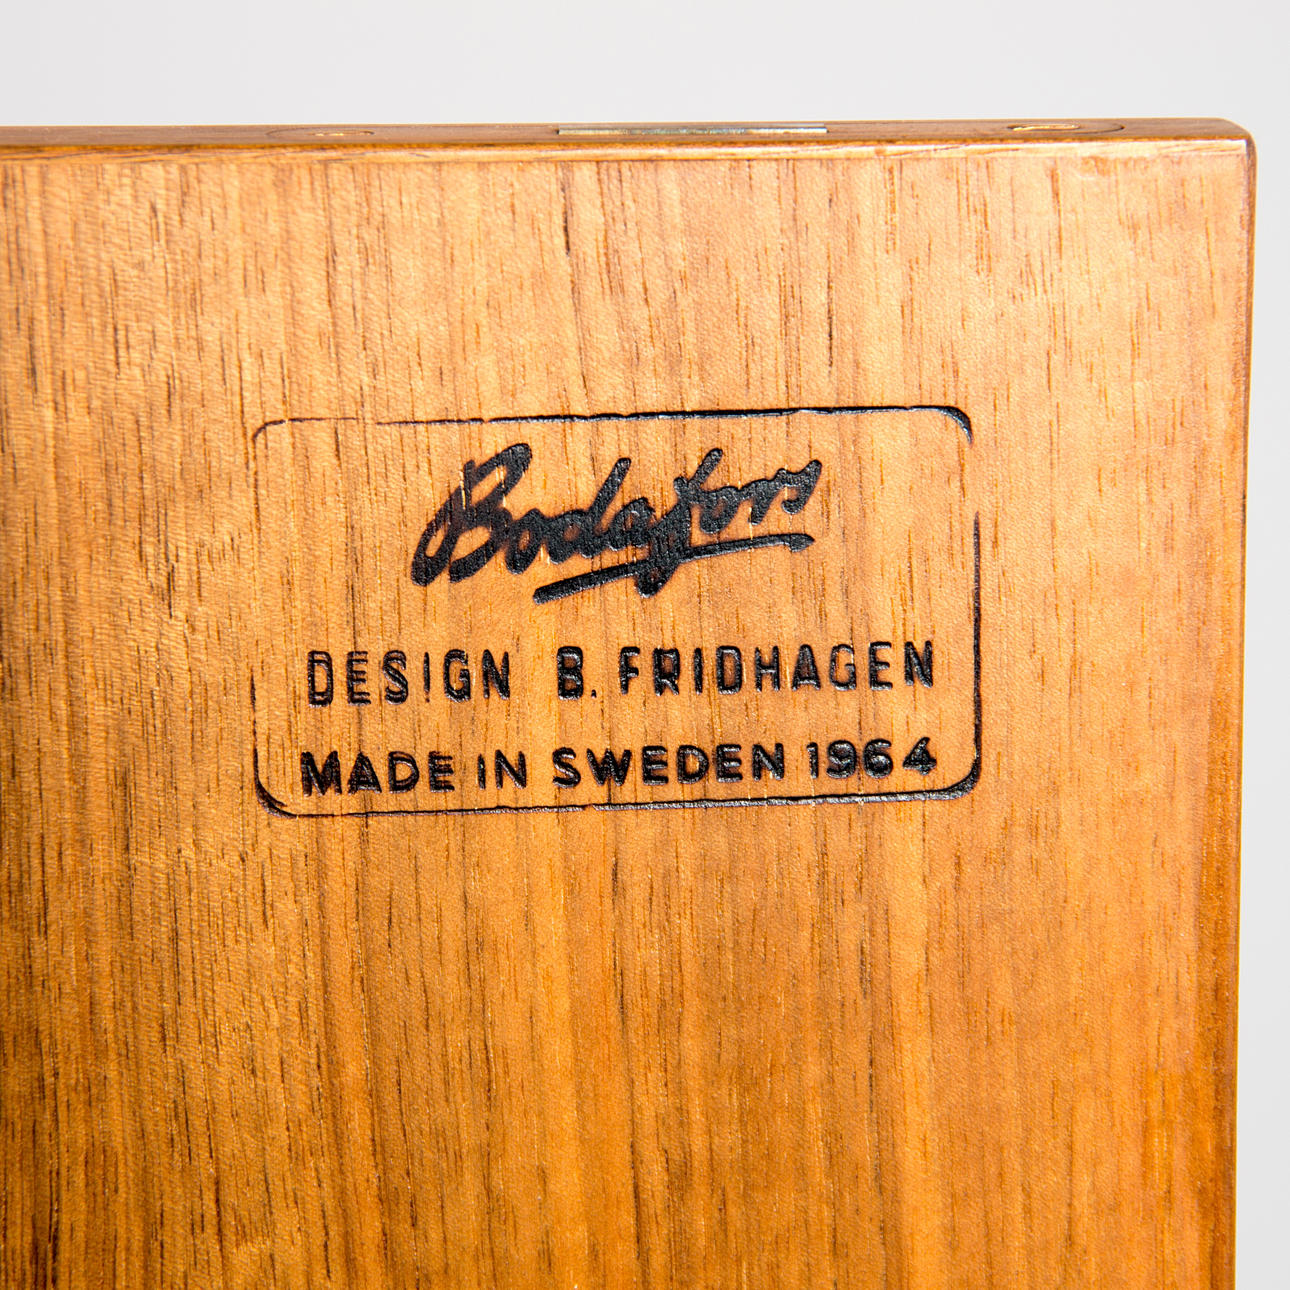 Bodafors
DESIGN B. FRIDHAGEN
MADE IN SWEDEN 1964